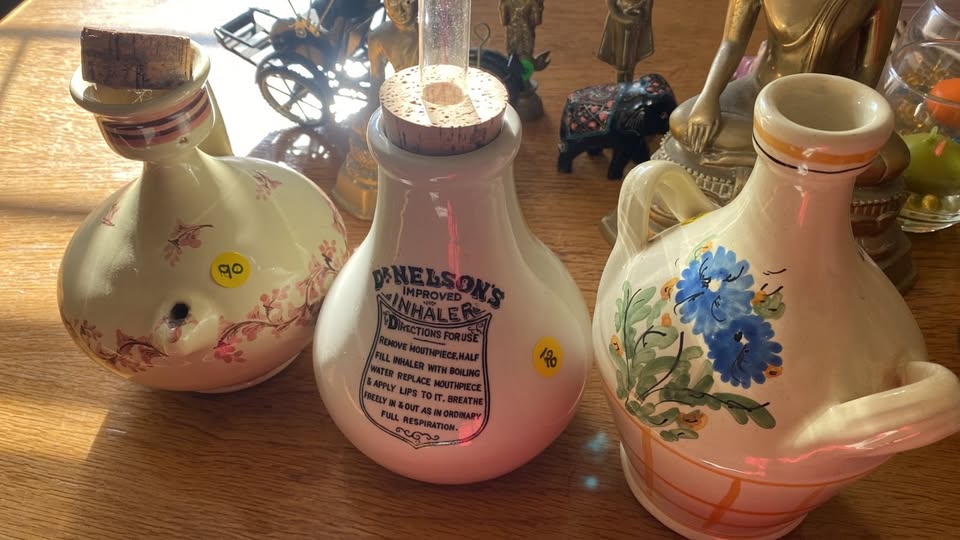 90
DR NELSON'S
IMPROVED
INHALER
DIRECTIONS FOR USE
REMOVE MOUTHPIECE, HALF
FILL INHALER WITH BOILING
WATER REPLACE MOUTHPIECE
& APPLY LIPS TO IT. BREATHE
FREELY IN & OUT AS IN ORDINARY
FULL RESPIRATION.
190